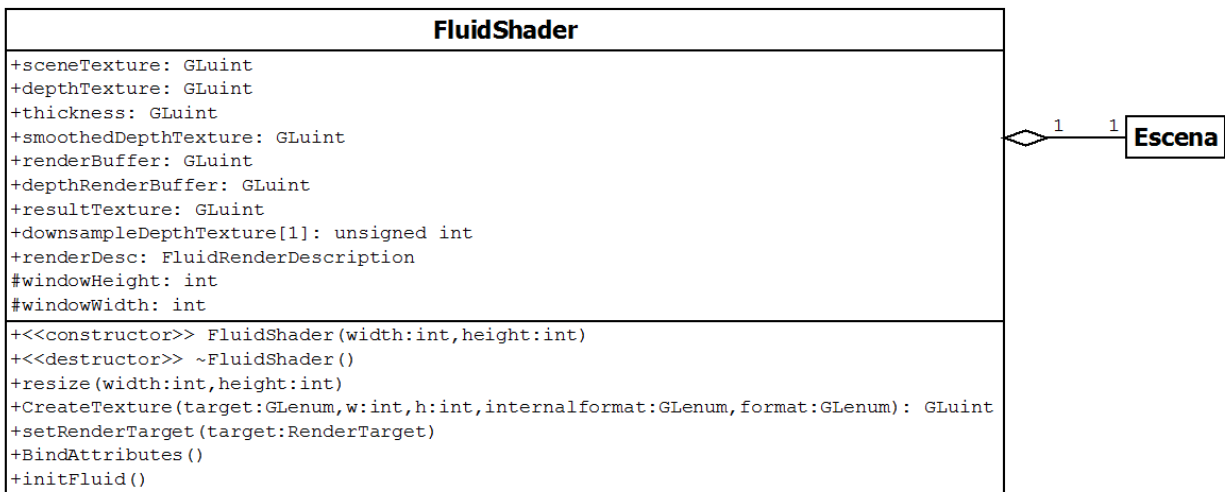 FluidShader
+sceneTexture: GLuint
+depthTexture: GLuint
+thickness: GLuint
+smoothedDepthTexture: GLuint
+renderBuffer: GLuint
+depthRenderBuffer: GLuint
+resultTexture: GLuint
+downsampleDepthTexture[1]: unsigned int
+renderDesc: FluidRenderDescription
#windowHeight: int
#windowWidth: int
+<<constructor>> FluidShader(width:int,height:int)
+<<destructor>> ~FluidShader()
+resize(width:int,height:int)
+CreateTexture(target:GLenum,w:int,h:int,internalformat:GLenum,format:GLenum): GLuint
+setRenderTarget(target:RenderTarget)
+BindAttributes()
+initFluid()
1 1
Escena